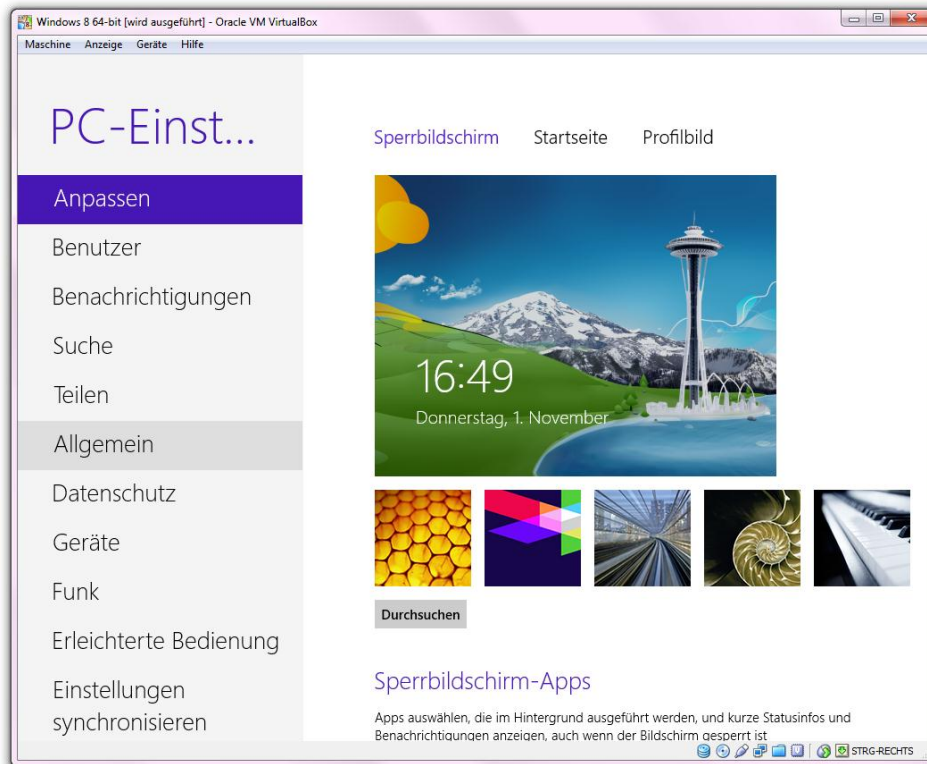 Windows 8 64-bit [wird ausgeführt] - Oracle VM VirtualBox
Maschine Anzeige Geräte Hilfe
PC-Einst...
Anpassen
Benutzer
Benachrichtigungen
Suche
Teilen
Allgemein
Datenschutz
Geräte
Funk
Erleichterte Bedienung
Einstellungen
synchronisieren
Sperrbildschirm Startseite Profilbild
16:49
Donnerstag, 1. November
Durchsuchen
Sperrbildschirm-Apps
Apps auswählen, die im Hintergrund ausgeführt werden, und kurze Statusinfos und
Benachrichtigungen anzeigen, auch wenn der Bildschirm gesperrt ist
STRG-RECHTS